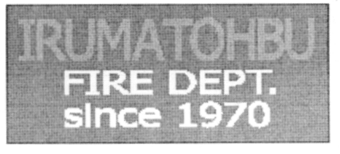 IRUMATOHBU
FIRE DEPT.
since 1970